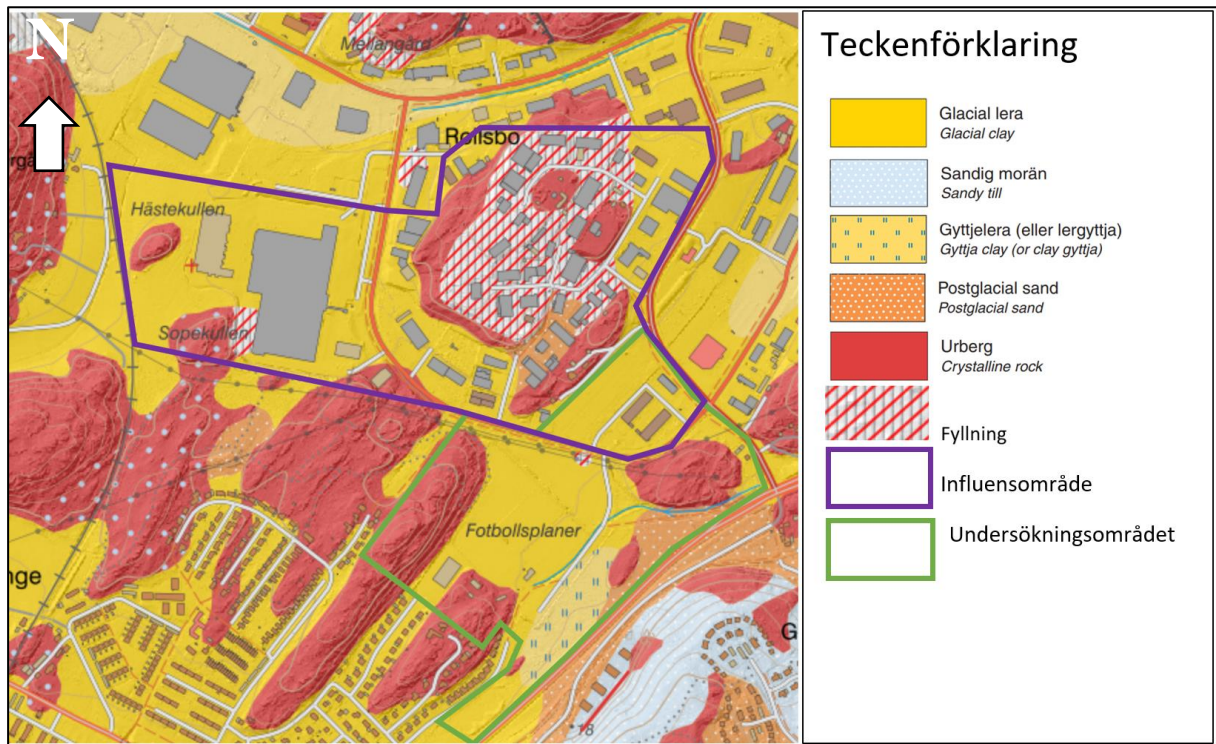 N
Mellangård
Rollsbo
Hästekullen
Sopekullen
Fotbollsplaner
nge
G
18
Teckenförklaring
Glacial lera
Glacial clay
Sandig morän
Sandy till
Gyttjelera (eller lergyttja)
Gyttja clay (or clay gyttja)
Postglacial sand
Postglacial sand
Urberg
Crystalline rock
Fyllning
Influensområde
Undersökningsområdet